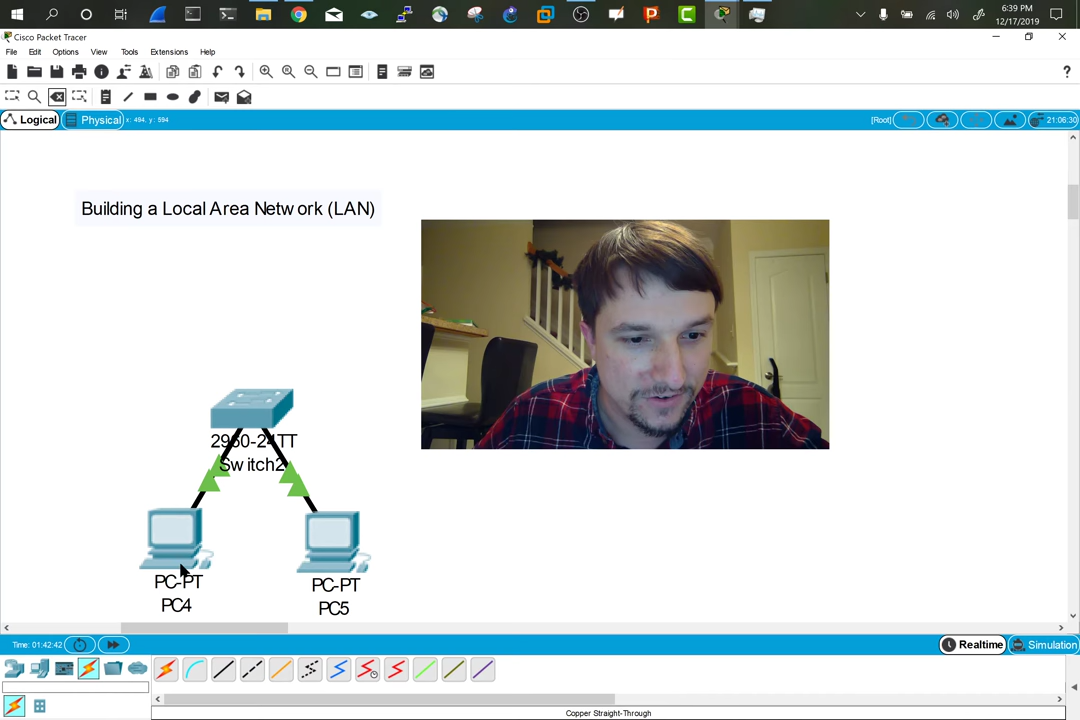 6:39 PM
12/17/2019
Cisco Packet Tracer
File Edit Options View Tools Extensions Help
?
Logical Physical x: 494, y: 594 [Root] 21:06:30
Building a Local Area Network (LAN)
2960-24TT
Switch2
PC-PT
PC4
PC-PT
PC5
Time: 01:42:42 Realtime Simulation
Copper Straight-Through